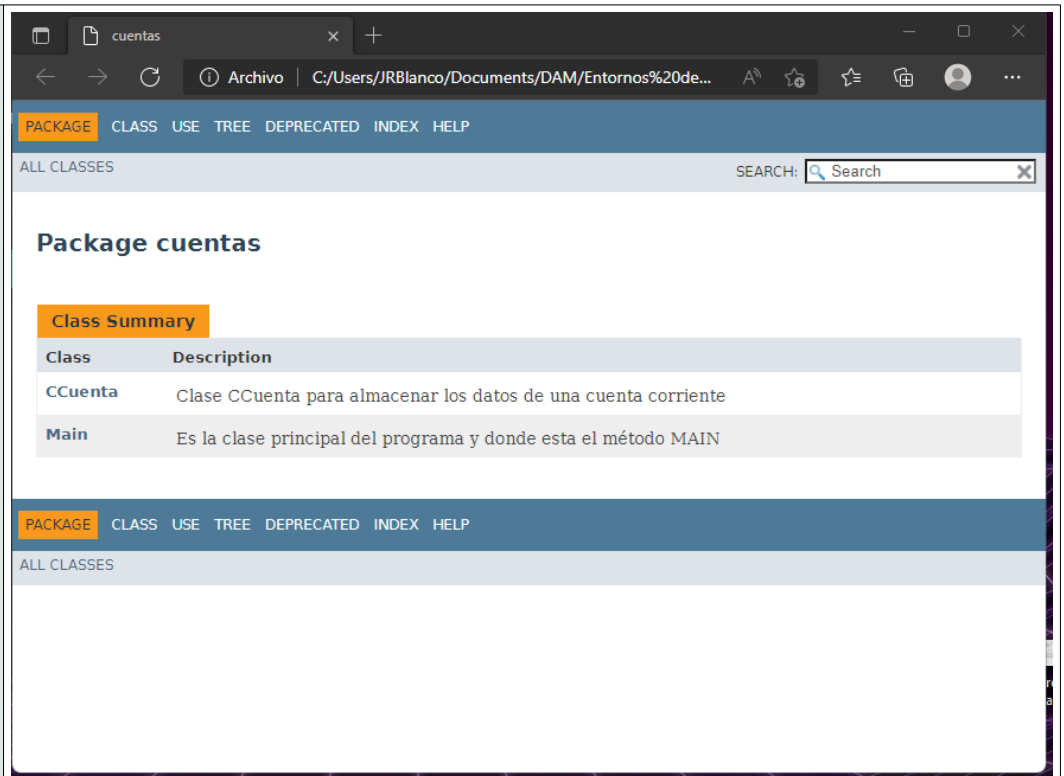 cuentas
Archivo | C:/Users/JRBlanco/Documents/DAM/Entornos%20de...
PACKAGE CLASS USE TREE DEPRECATED INDEX HELP
ALL CLASSES
SEARCH: Search
Package cuentas
Class Summary
Class Description
CCuenta Clase CCuenta para almacenar los datos de una cuenta corriente
Main Es la clase principal del programa y donde esta el método MAIN
PACKAGE CLASS USE TREE DEPRECATED INDEX HELP
ALL CLASSES